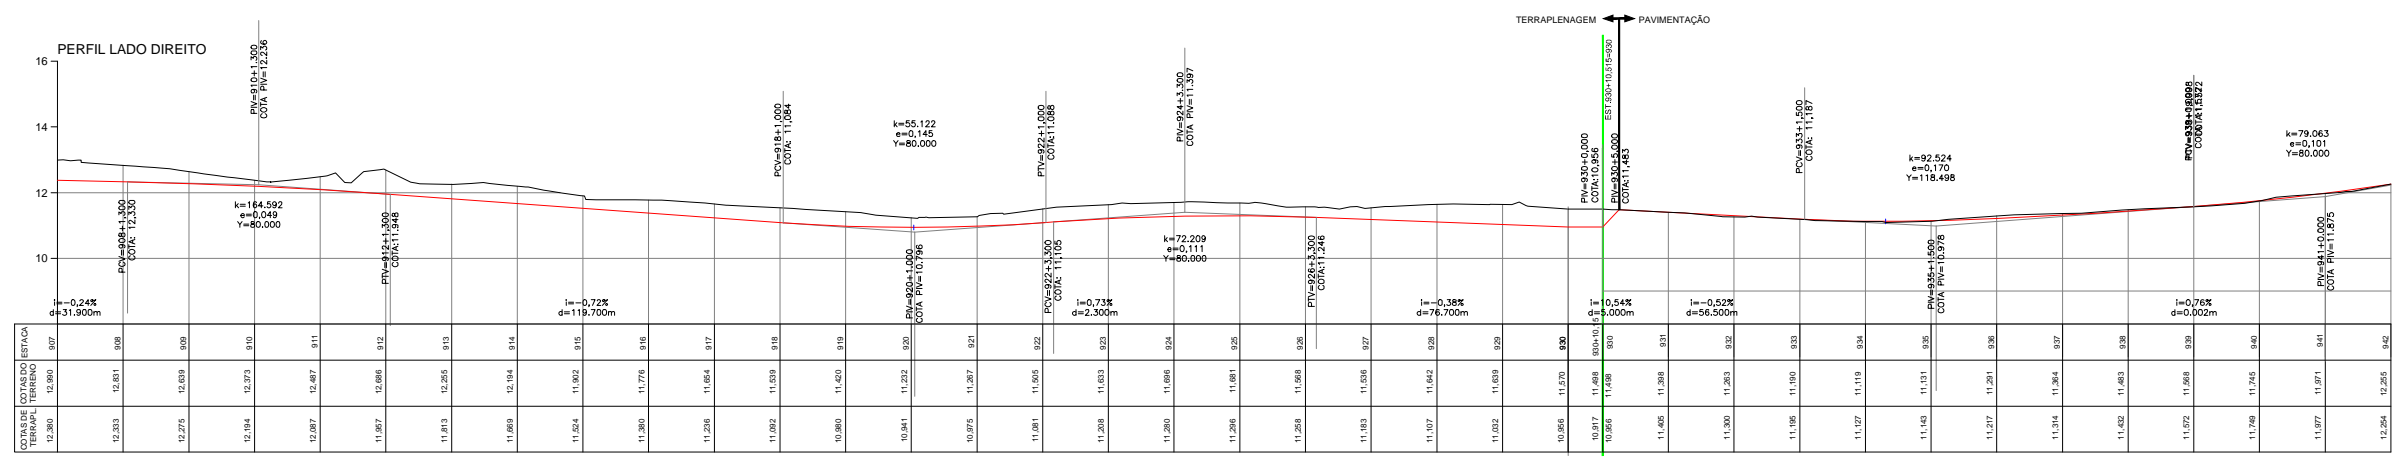 TERRAPLENAGEM PAVIMENTAÇÃO
PERFIL LADO DIREITO
16
14
12
10
PIV=910+1.300
COTA PIV=12.236
PCV=908+1,300
COTA: 12,330
k=164.592
e=0,049
Y=80.000
PTV=912+1,300
COTA:11.948
PCV=918+1,000
COTA: 11,084
k=55.122
e=0,145
Y=80.000
PIV=920+1.000
COTA PIV=10.796
PTV=922+1,000
COTA:11.088
PCV=922+3,300
COTA: 11,105
PIV=924+3.300
COTA PIV=11.397
k=72.209
e=0,111
Y=80.000
PTV=926+3,300
COTA:11.246
PIV=930+0,000
COTA:10,956
EST.930+10,515=930
PIV=930+5,000
COTA:11,483
PCV=933+1,500
COTA: 11,187
k=92.524
e=0,170
Y=118.498
PIV=935+1.500
COTA PIV=10.978
k=79.063
e=0,101
Y=80.000
PIV=941+0.000
COTA PIV=11.875
i=-0,24%
d=31.900m
i=-0,72%
d=119.700m
i=0,73%
d=2.300m
i=-0,38%
d=76.700m
i=10,54%
d=5.000m
i=-0,52%
d=56.500m
i=0,76%
d=0.002m
ESTACA
907 908 909 910 911 912 913 914 915 916 917 918 919 920 921 922 923 924 925 926 927 928 929 930 930+10,15 930 931 932 933 934 935 936 937 938 939 940 941 942
COTAS DO TERRENO
12,990 12,831 12,639 12,373 12,487 12,686 12,255 12,194 11,902 11,776 11,654 11,539 11,420 11,232 11,267 11,505 11,633 11,696 11,681 11,568 11,536 11,642 11,639 11,570 11,498 11,498 11,398 11,263 11,190 11,119 11,131 11,291 11,364 11,483 11,568 11,745 11,971 12,255
COTAS DE TERRAPL.
12,380 12,333 12,275 12,194 12,087 11,957 11,813 11,669 11,524 11,380 11,236 11,092 10,980 10,941 10,975 11,081 11,208 11,280 11,296 11,258 11,183 11,107 11,032 10,956 10,917 10,956 11,405 11,300 11,195 11,127 11,143 11,217 11,314 11,432 11,572 11,749 11,977 12,254